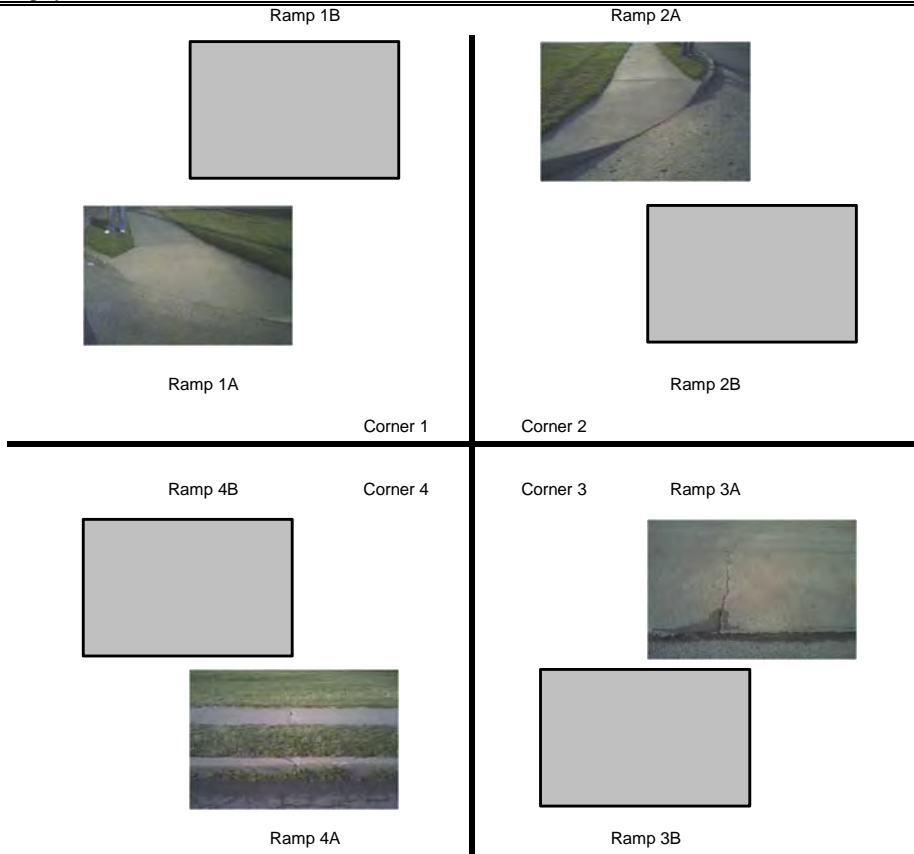 Ramp 1B Ramp 2A
Ramp 1A Ramp 2B
Corner 1 Corner 2
Ramp 4B Corner 4 Corner 3 Ramp 3A
Ramp 4A Ramp 3B